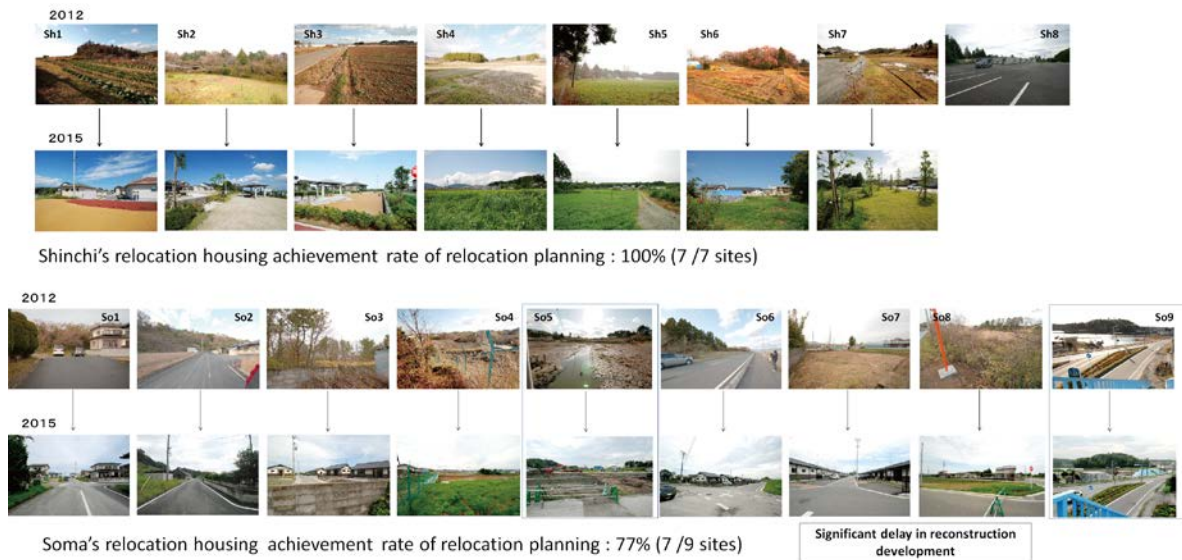 2012
Sh1 Sh2 Sh3 Sh4 Sh5 Sh6 Sh7 Sh8
2015
Shinchi's relocation housing achievement rate of relocation planning : 100% (7 /7 sites)
2012
So1 So2 So3 So4 So5 So6 So7 So8 So9
2015
Soma's relocation housing achievement rate of relocation planning : 77% (7 /9 sites)
Significant delay in reconstruction
development